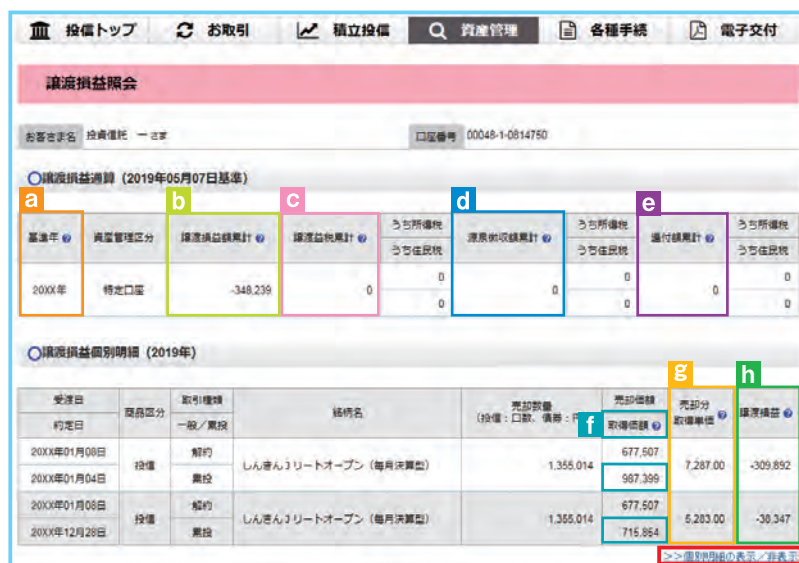 投信トップ お取引 積立投信 資産管理 各種手続 電子交付
譲渡損益照会
お客さま名 投資信託 一 さま 口座番号 00048-1-0814750
〇譲渡損益通算（2019年05月07日基準）
a b c d e
基準年 資産管理区分 譲渡損益額累計 譲渡益税累計 うち所得税 源泉徴収額累計 うち所得税 還付額累計 うち所得税
うち住民税 うち住民税 うち住民税
20XX年 特定口座 -348,239 0 0 0 0 0 0
0 0 0
〇譲渡損益個別明細（2019年）
g h
受渡日 商品区分 取引種類 銘柄名 売却数量 売却価額 売却分取得単価 譲渡損益
約定日 一般／累投 (投信：口数、債券： f 取得価額
20XX年01月08日 投信 解約 しんきんJリートオープン（毎月決算型） 1,355,014 677,507 7,287.00 -309,892
20XX年01月04日 累投 987,399
20XX年01月08日 投信 解約 しんきんJリートオープン（毎月決算型） 1,355,014 677,507 5,283.00 -38,347
20XX年12月28日 累投 715,854
>>個別明細の表示／非表示